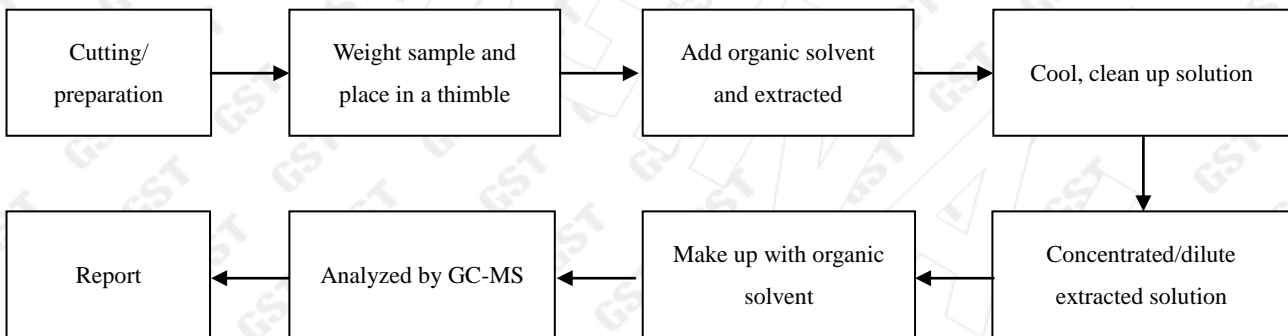 Cutting/
preparation
Weight sample and
place in a thimble
Add organic solvent
and extracted
Cool, clean up solution
Concentrated/dilute
extracted solution
Make up with organic
solvent
Analyzed by GC-MS
Report
GST